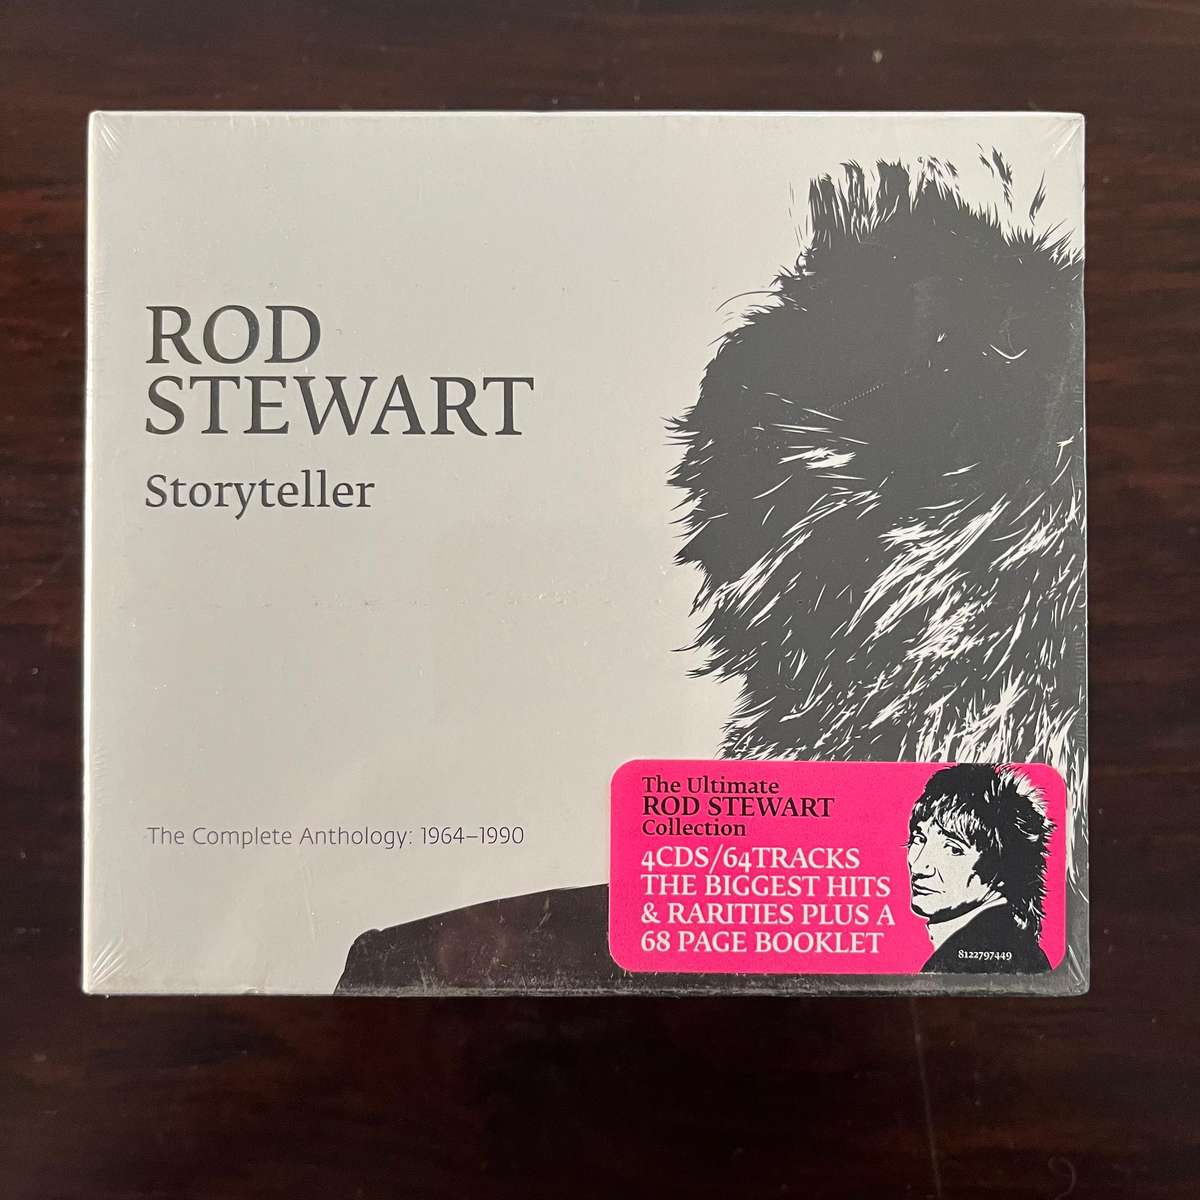 ROD
STEWART
Storyteller
The Complete Anthology: 1964–1990
The Ultimate
ROD STEWART
Collection
4CDS/64TRACKS
THE BIGGEST HITS
& RARITIES PLUS A
68 PAGE BOOKLET
8122797449